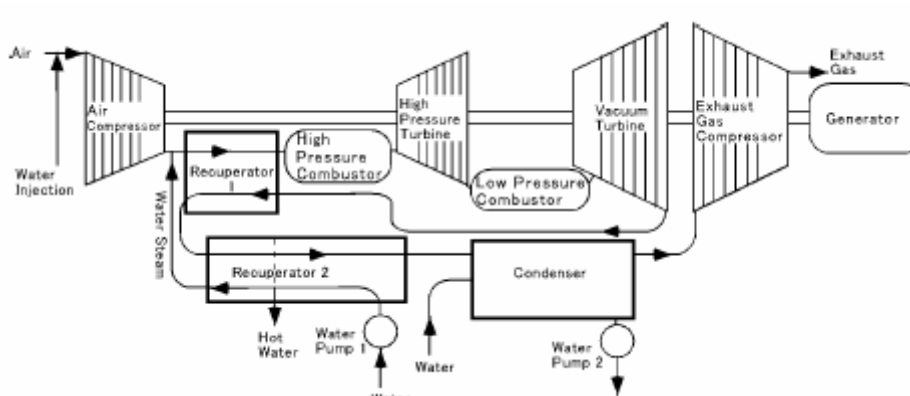 Air
Water
Injection
Air
Compressor
Water Steam
Recuperator
1
High
Pressure
Combustor
High
Pressure
Turbine
Low Pressure
Combustor
Vacuum
Turbine
Exhaust
Gas
Compressor
Exhaust
Gas
Generator
Recuperator 2
Hot
Water
Water
Pump 1
Water
Water
Condenser
Water
Pump 2